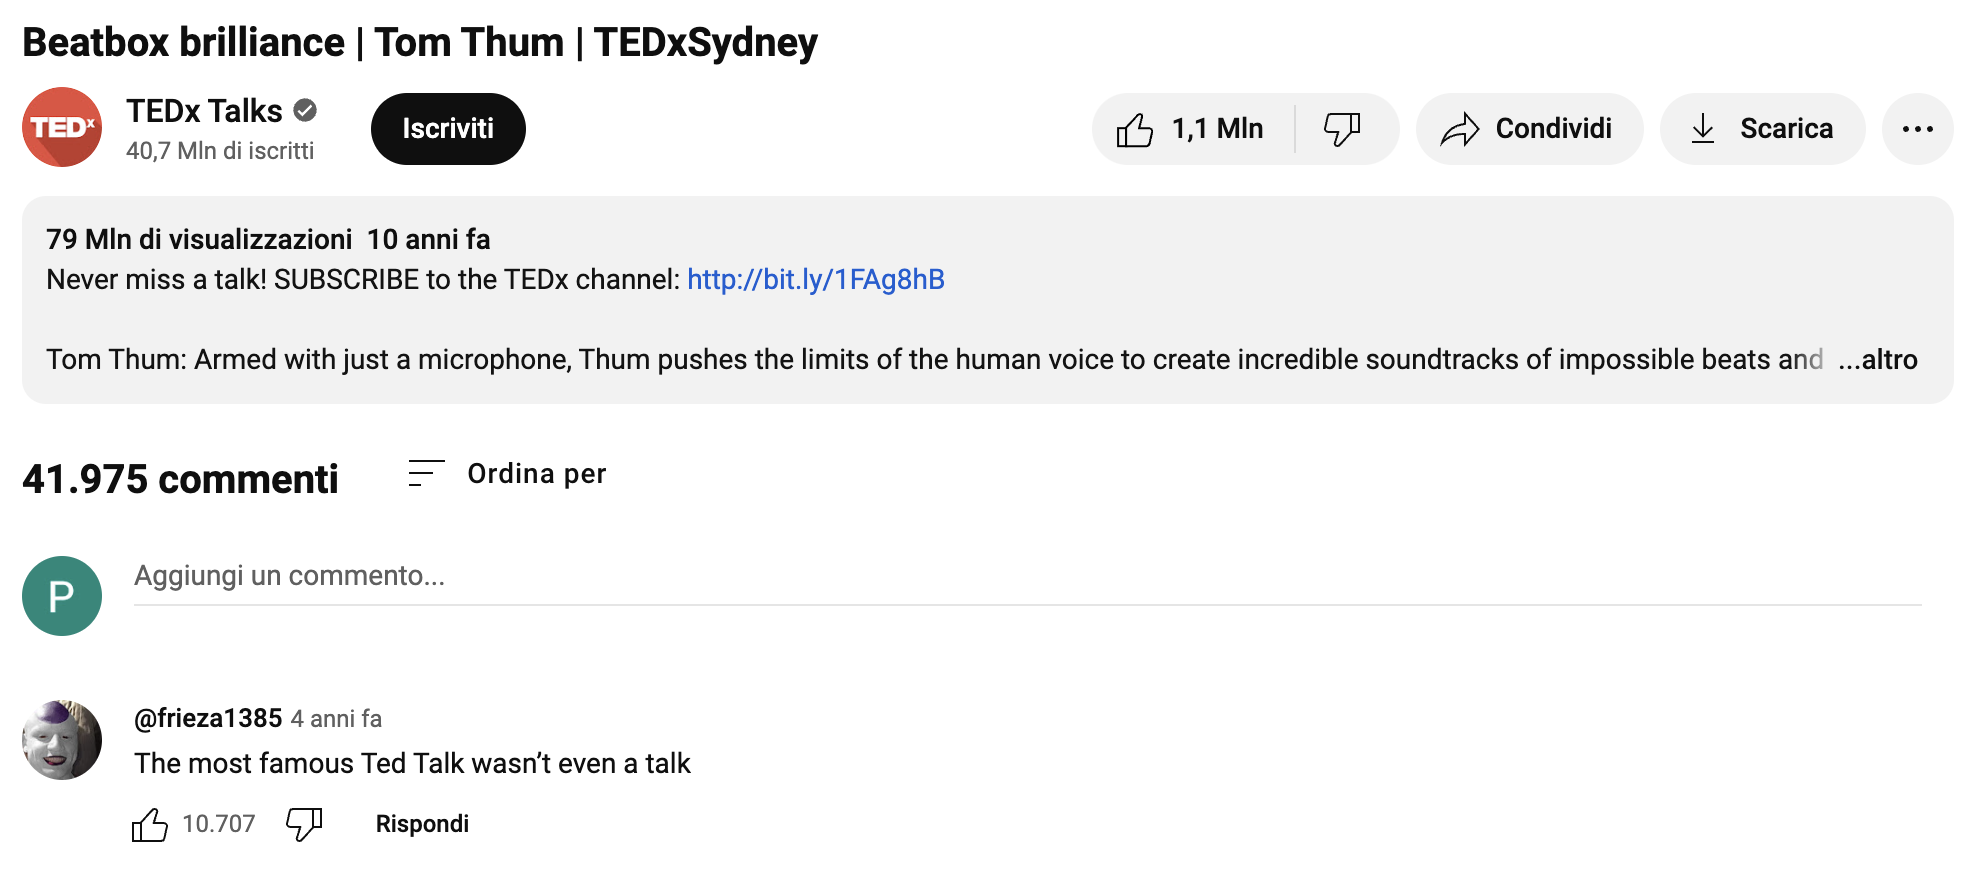 Beatbox brilliance | Tom Thum | TEDxSydney
TEDx
TEDx Talks
40,7 Mln di iscritti
Iscriviti
1,1 Mln
Condividi
Scarica
79 Mln di visualizzazioni 10 anni fa
Never miss a talk! SUBSCRIBE to the TEDx channel: http://bit.ly/1FAg8hB
Tom Thum: Armed with just a microphone, Thum pushes the limits of the human voice to create incredible soundtracks of impossible beats and ...altro
41.975 commenti
Ordina per
P
Aggiungi un commento...
@frieza1385 4 anni fa
The most famous Ted Talk wasn’t even a talk
10.707
Rispondi